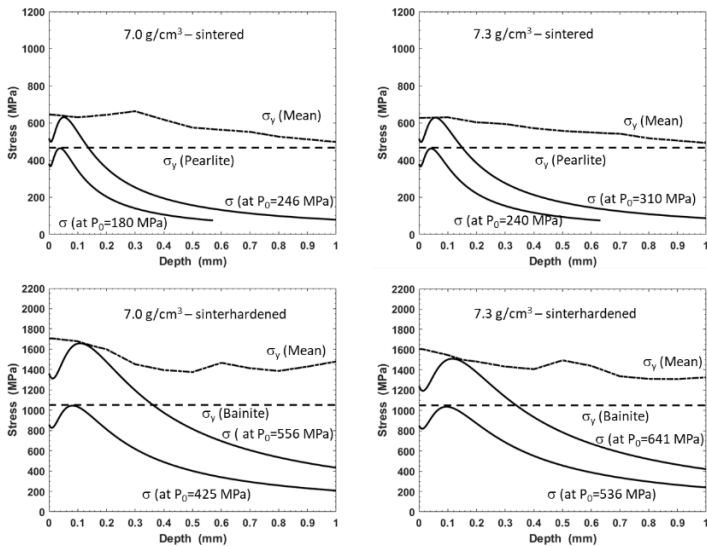 1200
1000
800
600
400
200
0
Stress (MPa)
7.0 g/cm³ – sintered
σy (Mean)
σy (Pearlite)
σ (at P0=246 MPa)
σ (at P0=180 MPa)
0 0.1 0.2 0.3 0.4 0.5 0.6 0.7 0.8 0.9 1
Depth (mm)
1200
1000
800
600
400
200
0
Stress (MPa)
7.3 g/cm³ – sintered
σy (Mean)
σy (Pearlite)
σ (at P0=310 MPa)
σ (at P0=240 MPa)
0 0.1 0.2 0.3 0.4 0.5 0.6 0.7 0.8 0.9 1
Depth (mm)
2200
2000
1800
1600
1400
1200
1000
800
600
400
200
0
Stress (MPa)
7.0 g/cm³ – sinterhardened
σy (Mean)
σy (Bainite)
σ ( at P0=556 MPa)
σ (at P0=425 MPa)
0 0.1 0.2 0.3 0.4 0.5 0.6 0.7 0.8 0.9 1
Depth (mm)
2200
2000
1800
1600
1400
1200
1000
800
600
400
200
0
Stress (MPa)
7.3 g/cm³ – sinterhardened
σy (Mean)
σy (Bainite)
σ ( at P0=641 MPa)
σ (at P0=536 MPa)
0 0.1 0.2 0.3 0.4 0.5 0.6 0.7 0.8 0.9 1
Depth (mm)